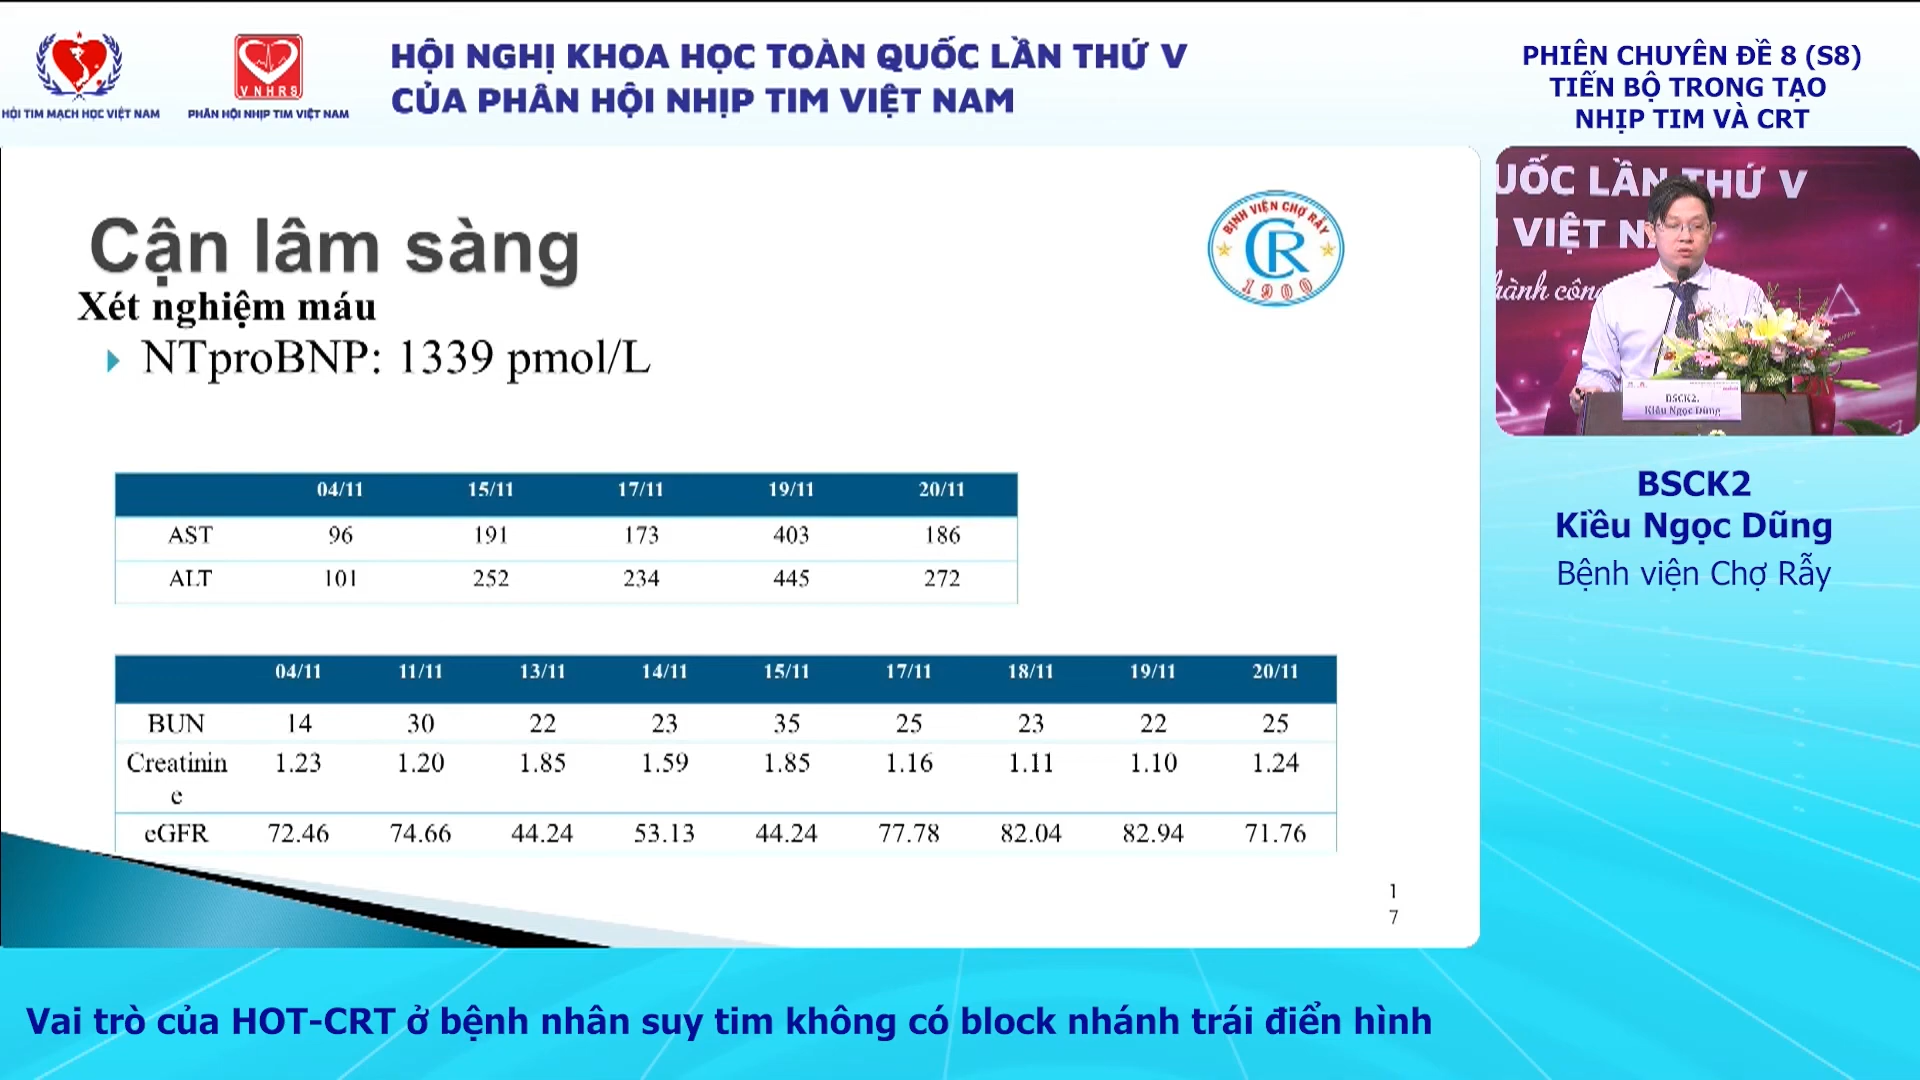 HỘI TIM MẠCH HỌC VIỆT NAM
VNHRS
PHÂN HỘI NHỊP TIM VIỆT NAM
HỘI NGHỊ KHOA HỌC TOÀN QUỐC LẦN THỨ V
CỦA PHÂN HỘI NHỊP TIM VIỆT NAM
PHIÊN CHUYÊN ĐỀ 8 (S8)
TIẾN BỘ TRONG TẠO
NHỊP TIM VÀ CRT
Cận lâm sàng
BỆNH VIỆN CHỢ RẪY
CR
1900
Xét nghiệm máu
NTproBNP: 1339 pmol/L
04/11 15/11 17/11 19/11 20/11
AST 96 191 173 403 186
ALT 101 252 234 445 272
04/11 11/11 13/11 14/11 15/11 17/11 18/11 19/11 20/11
BUN 14 30 22 23 35 25 23 22 25
Creatinin 1.23 1.20 1.85 1.59 1.85 1.16 1.11 1.10 1.24
e
eGFR 72.46 74.66 44.24 53.13 44.24 77.78 82.04 82.94 71.76
1
7
UỐC LẦN THỨ V
VIỆT N
hành công
BSCK2.
Kiều Ngọc Dũng
BSCK2
Kiều Ngọc Dũng
Bệnh viện Chợ Rẫy
Vai trò của HOT-CRT ở bệnh nhân suy tim không có block nhánh trái điển hình